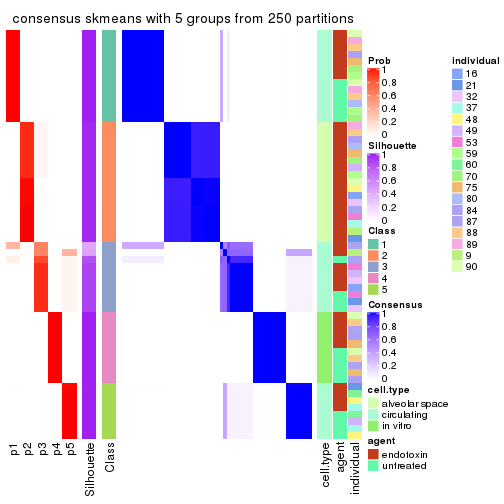 consensus skmeans with 5 groups from 250 partitions
p1
p2
p3
p4
p5
Silhouette
Class
cell.type
agent
individual
Prob
1
0.8
0.6
0.4
0.2
0
Silhouette
1
0.8
0.6
0.4
0.2
0
Class
1
2
3
4
5
Consensus
1
0.8
0.6
0.4
0.2
0
cell.type
alveolar space
circulating
in vitro
agent
endotoxin
untreated
individual
16
21
32
37
48
49
53
59
60
70
75
80
84
87
88
89
9
90